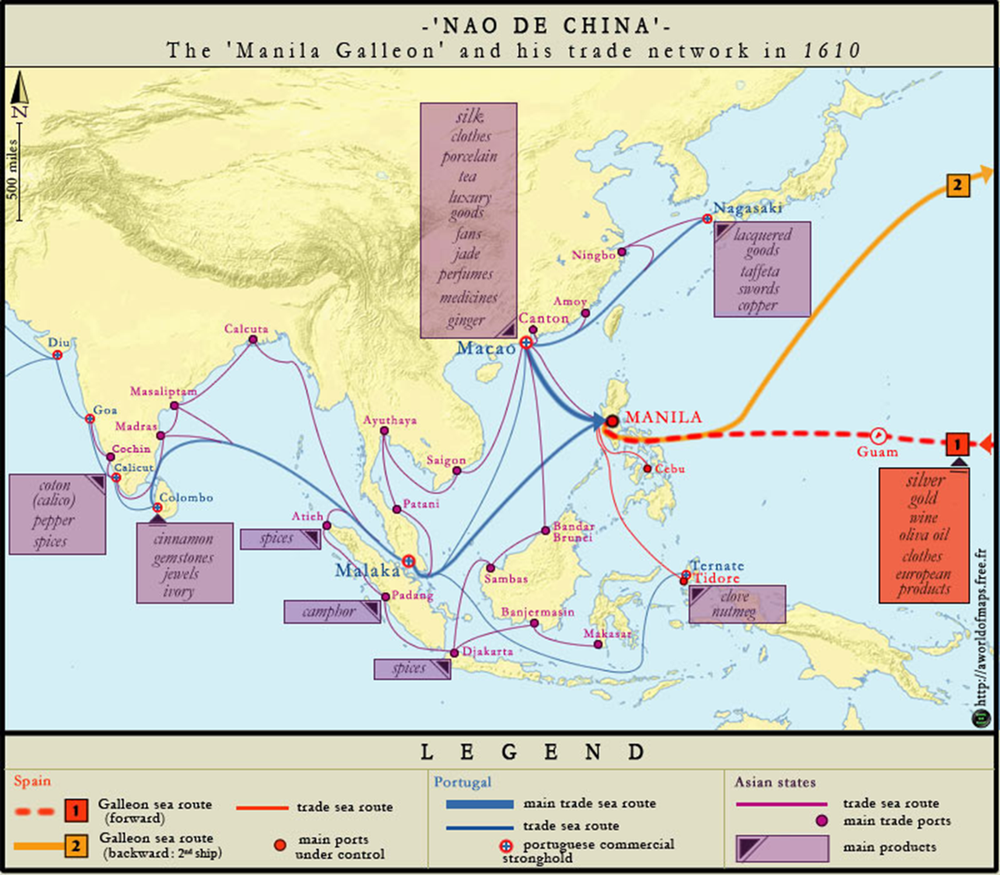 -'NAO DE CHINA'-
The 'Manila Galleon' and his trade network in 1610
N
500 miles
silk
clothes
porcelain
tea
luxury
goods
fans
jade
perfumes
medicines
ginger
2
Nagasaki
lacquered
goods
taffeta
swords
copper
Ningbo
Amoy
Canton
Macao
Calcuta
Diu
Masaliptam
Goa
Madras
Cochin
Calicut
Colombo
coton
(calico)
pepper
spices
cinnamon
gemstones
jewels
ivory
Ayuthaya
Saigon
Patani
Atieh
spices
Malaka
Padang
camphor
Djakarta
spices
MANILA
Cebu
Guam
1
silver
gold
wine
oliva oil
clothes
european
products
Bandar
Brunei
Sambas
Banjermasin
Makasar
Ternate
Tidore
clove
nutmeg
http://aworldofmaps.free.fr
LEGEND
Spain
1 Galleon sea route
(forward)
2 Galleon sea route
(backward: 2nd ship)
trade sea route
main ports
under control
Portugal
main trade sea route
trade sea route
portuguese commercial
stronghold
Asian states
trade sea route
main trade ports
main products